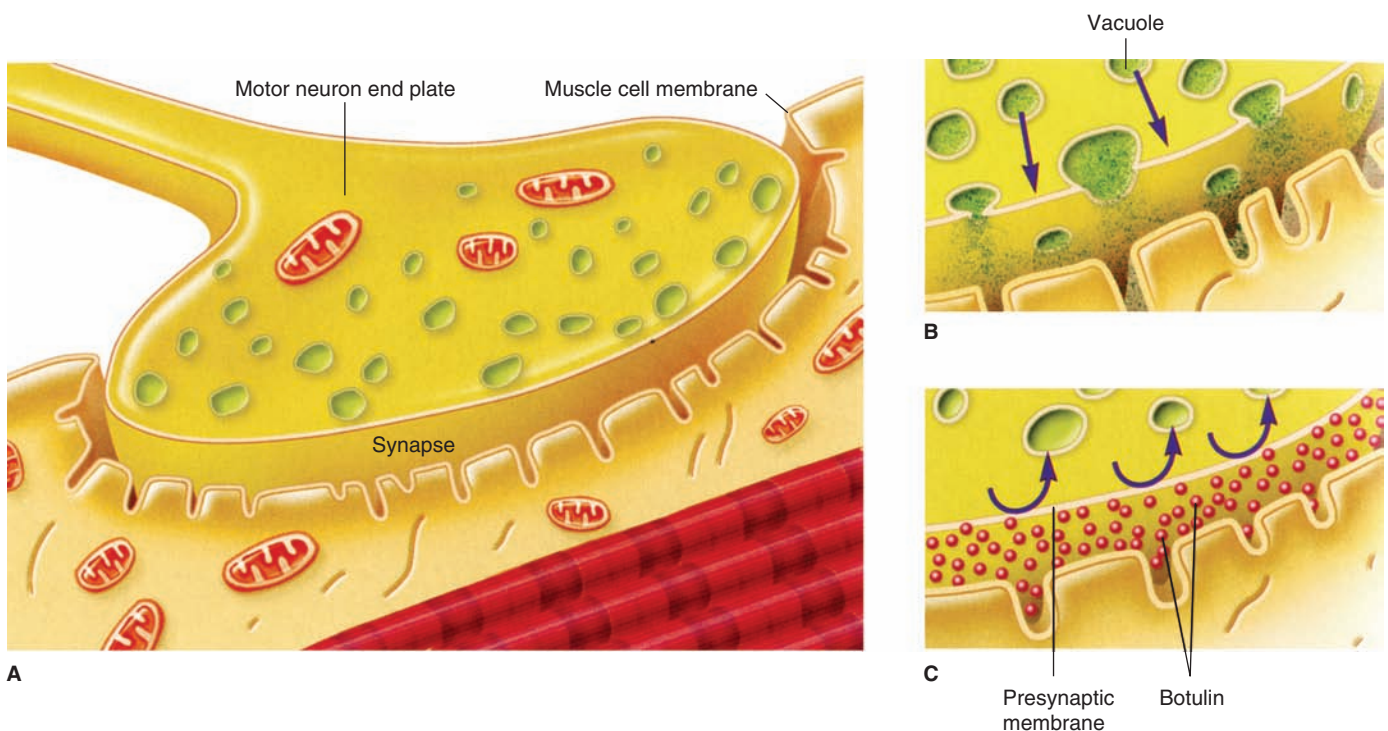 Vacuole
Motor neuron end plate
Muscle cell membrane
Synapse
A
B
C
Presynaptic
membrane
Botulin